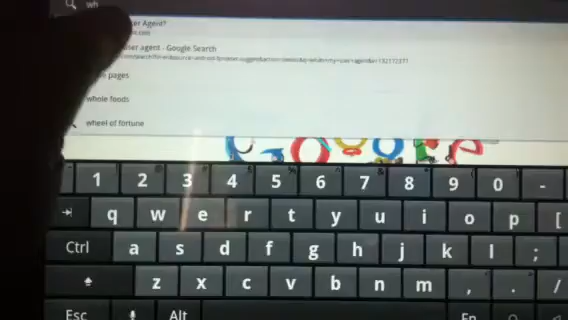 wh
er Agent?
user agent - Google Search
pages
whole foods
wheel of fortune
Google
1 2 3 4 5 6 7 8 9 0 -
q w e r t y u i o p [
Ctrl a s d f g h j k l ;
z x c v b n m , . /
Esc Alt Fn